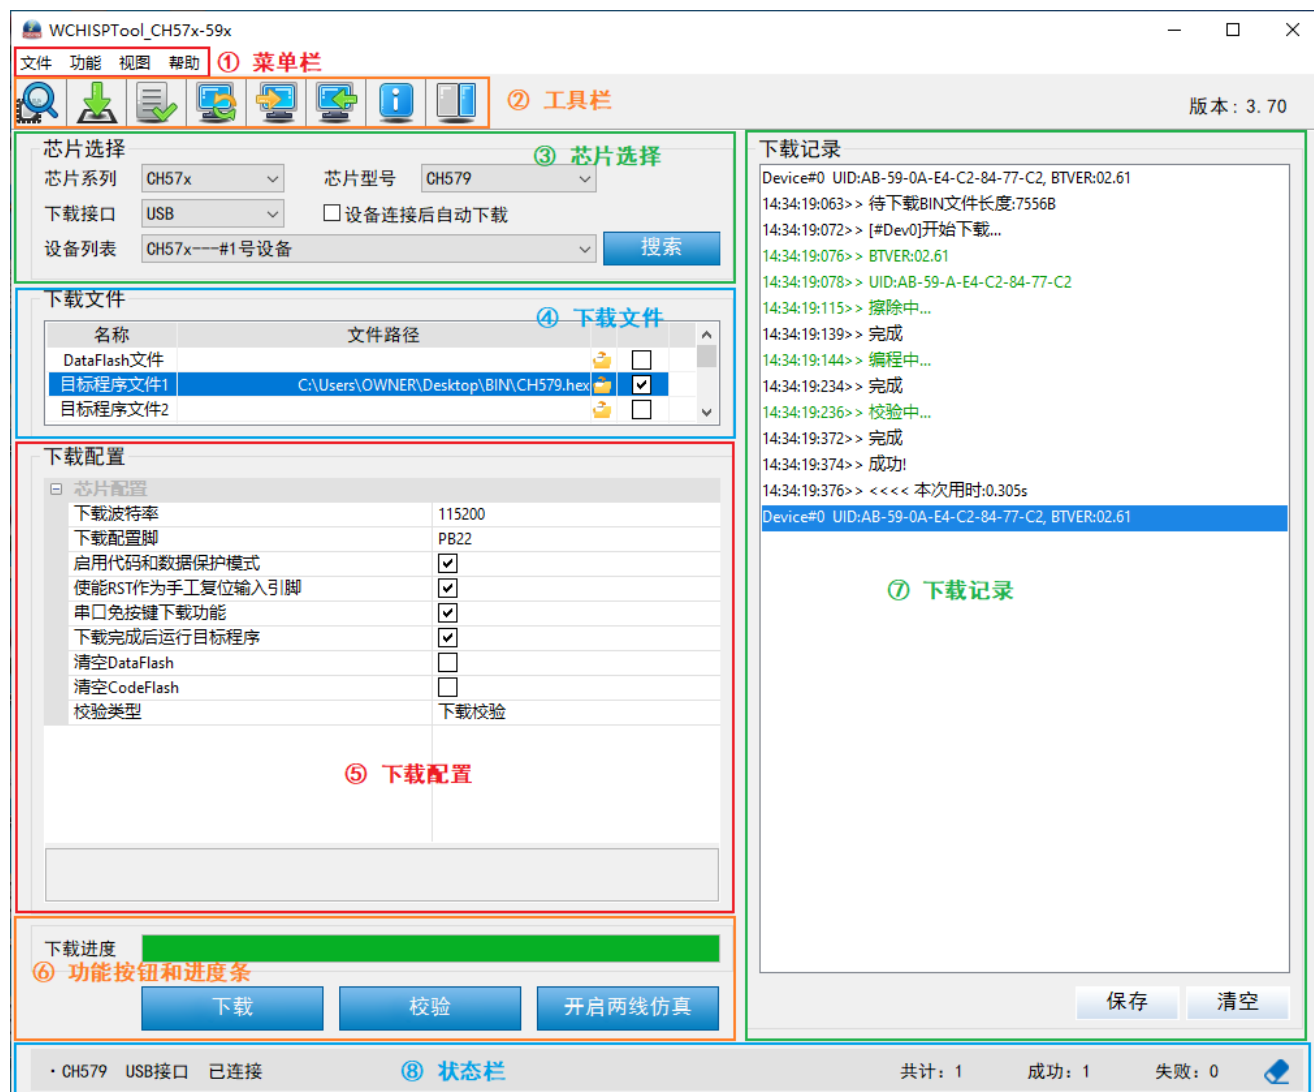 WCHISPTool_CH57x-59x
文件 功能 视图 帮助 ① 菜单栏
② 工具栏
版本: 3.70
芯片选择
③ 芯片选择
芯片系列 CH57x 芯片型号 CH579
下载接口 USB 设备连接后自动下载
设备列表 CH57x---#1号设备 搜索
下载文件
④ 下载文件
名称 文件路径
DataFlash文件
目标程序文件1 C:\Users\OWNER\Desktop\BIN\CH579.hex
目标程序文件2
下载配置
芯片配置
下载波特率 115200
下载配置脚 PB22
启用代码和数据保护模式
使能RST作为手工复位输入引脚
串口免按键下载功能
下载完成后运行目标程序
清空DataFlash
清空CodeFlash
校验类型 下载校验
⑤ 下载配置
下载进度
⑥ 功能按钮和进度条
下载 校验 开启两线仿真
下载记录
Device#0 UID:AB-59-0A-E4-C2-84-77-C2, BTVER:02.61
14:34:19:063>> 待下载BIN文件长度:7556B
14:34:19:072>> [#Dev0]开始下载...
14:34:19:076>> BTVER:02.61
14:34:19:078>> UID:AB-59-A-E4-C2-84-77-C2
14:34:19:115>> 擦除中...
14:34:19:139>> 完成
14:34:19:144>> 编程中...
14:34:19:234>> 完成
14:34:19:236>> 校验中...
14:34:19:372>> 完成
14:34:19:374>> 成功!
14:34:19:376>> <<<< 本次用时:0.305s
Device#0 UID:AB-59-0A-E4-C2-84-77-C2, BTVER:02.61
⑦ 下载记录
保存 清空
·CH579 USB接口 已连接 ⑧ 状态栏 共计: 1 成功: 1 失败: 0